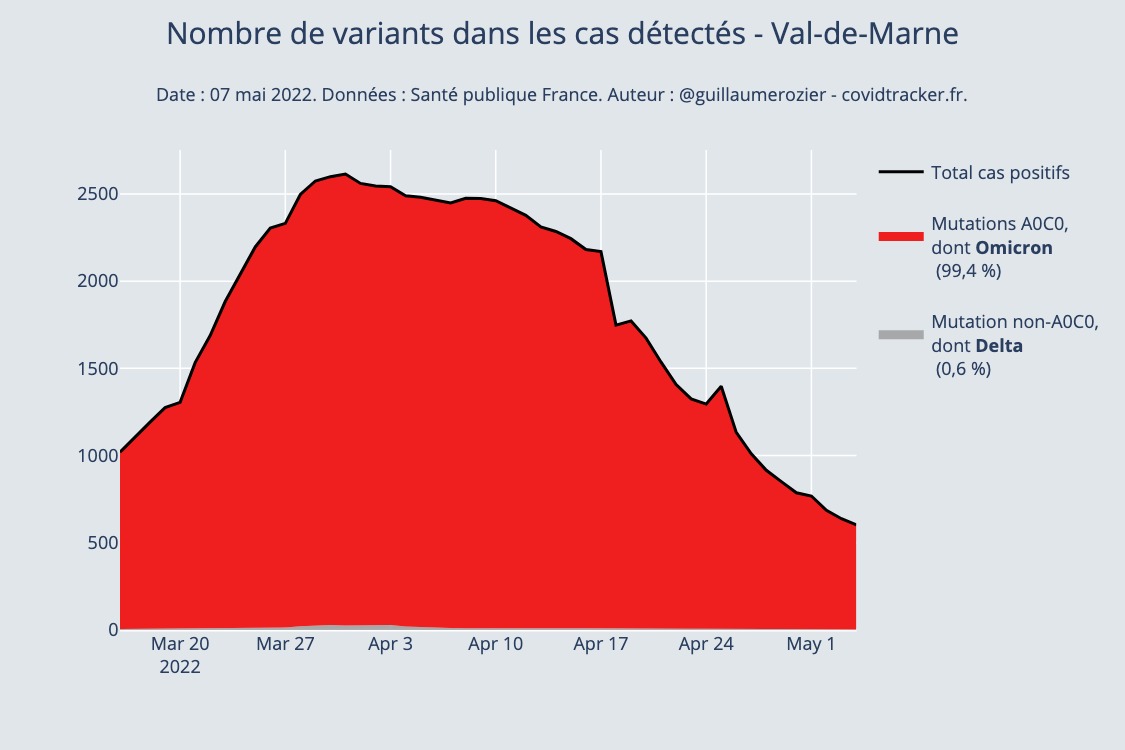 Nombre de variants dans les cas détectés - Val-de-Marne
Date : 07 mai 2022. Données : Santé publique France. Auteur : @guillaumerozier - covidtracker.fr.
2500
2000
1500
1000
500
0
Mar 20
2022
Mar 27
Apr 3
Apr 10
Apr 17
Apr 24
May 1
Total cas positifs
Mutations A0C0,
dont Omicron
(99,4 %)
Mutation non-A0C0,
dont Delta
(0,6 %)